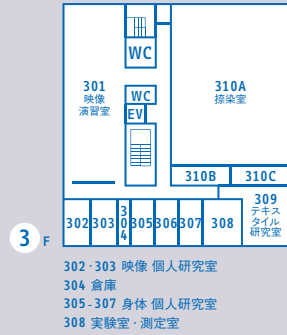 WC
301
映像
演習室
310A
捺染室
WC
EV
310B
310C
309
テキス
タイル
研究室
302
303
304
305
306
307
308
3 F
302・303 映像 個人研究室
304 倉庫
305-307 身体 個人研究室
308 実験室・測定室